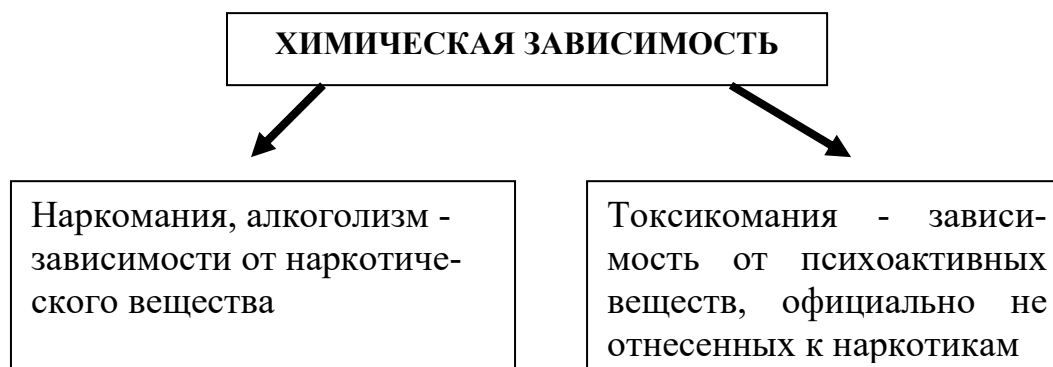 ХИМИЧЕСКАЯ ЗАВИСИМОСТЬ
Наркомания, алкоголизм -
зависимости от наркотиче-
ского вещества
Токсикомания - зависи-
мость от психоактивных
веществ, официально не
отнесенных к наркотикам